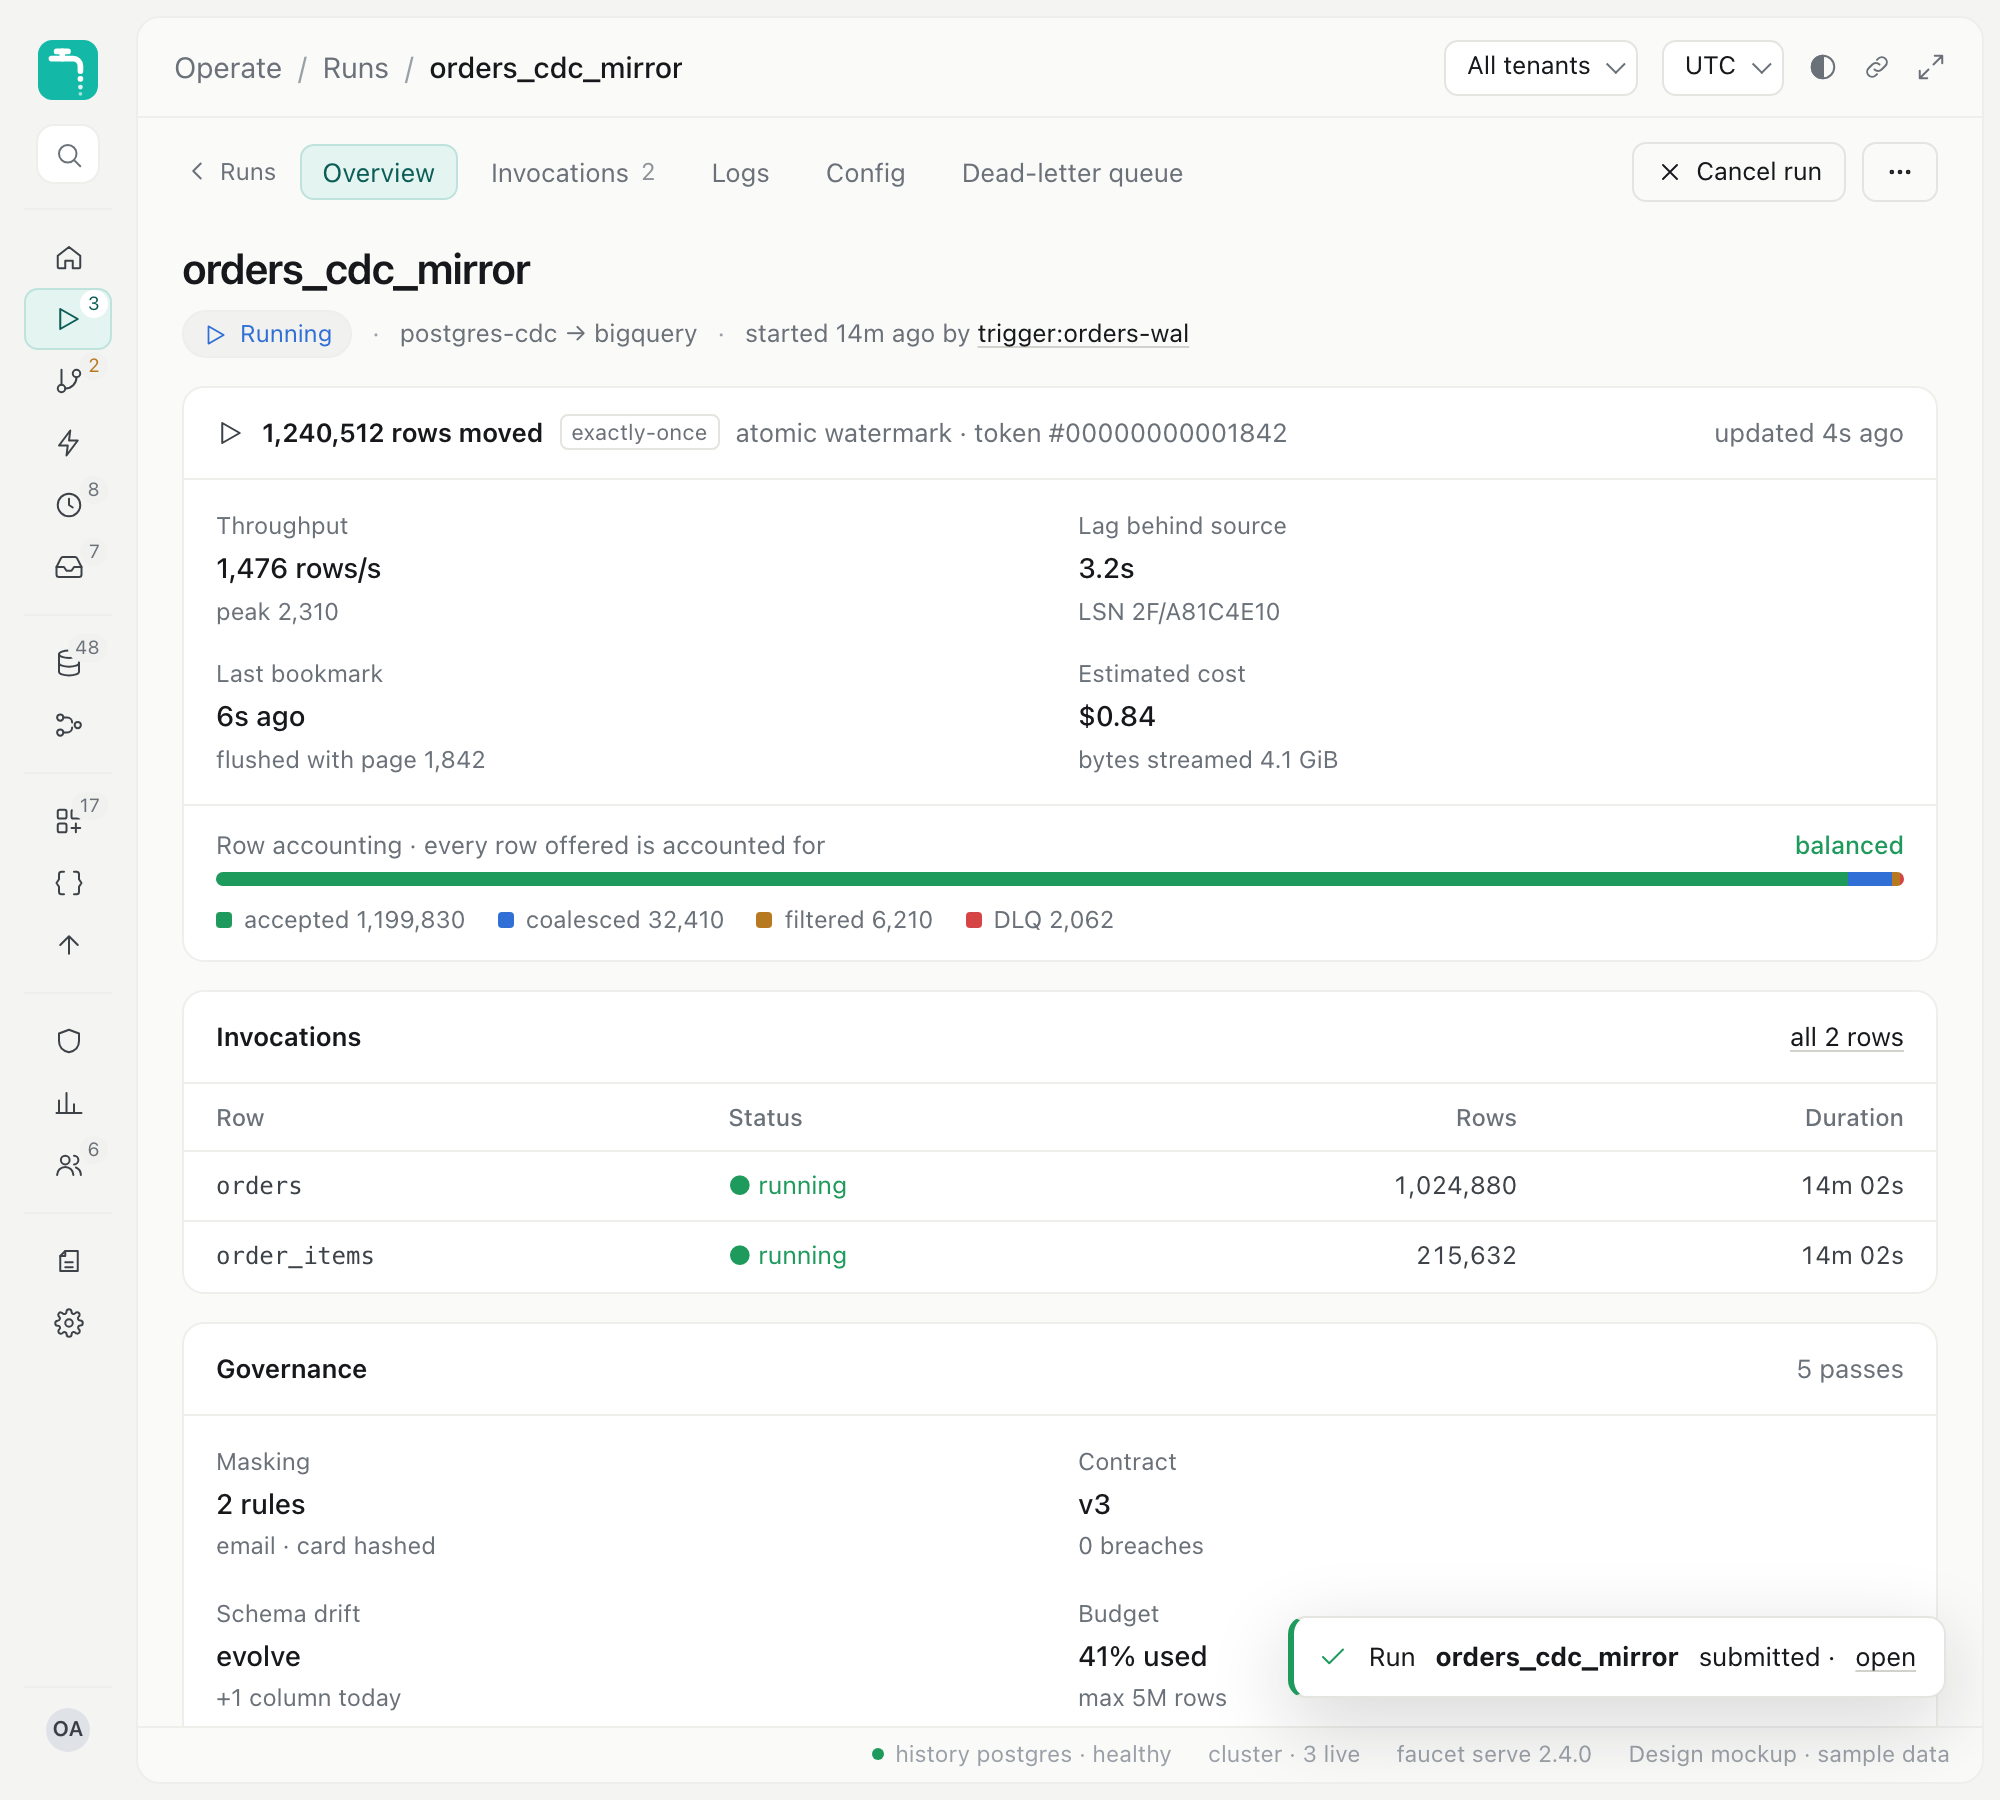 Operate / Runs / orders_cdc_mirror
All tenants
UTC
Runs
Overview
Invocations 2
Logs
Config
Dead-letter queue
Cancel run
3
2
8
7
48
17
6
OA
orders_cdc_mirror
Running · postgres-cdc → bigquery · started 14m ago by trigger:orders-wal
1,240,512 rows moved exactly-once atomic watermark · token #00000000001842 updated 4s ago
Throughput
1,476 rows/s
peak 2,310
Lag behind source
3.2s
LSN 2F/A81C4E10
Last bookmark
6s ago
flushed with page 1,842
Estimated cost
$0.84
bytes streamed 4.1 GiB
Row accounting · every row offered is accounted for balanced
accepted 1,199,830 coalesced 32,410 filtered 6,210 DLQ 2,062
Invocations all 2 rows
Row Status Rows Duration
orders running 1,024,880 14m 02s
order_items running 215,632 14m 02s
Governance 5 passes
Masking
2 rules
email · card hashed
Contract
v3
0 breaches
Schema drift
evolve
+1 column today
Budget
41% used
max 5M rows
Run orders_cdc_mirror submitted · open
history postgres · healthy cluster · 3 live faucet serve 2.4.0 Design mockup · sample data